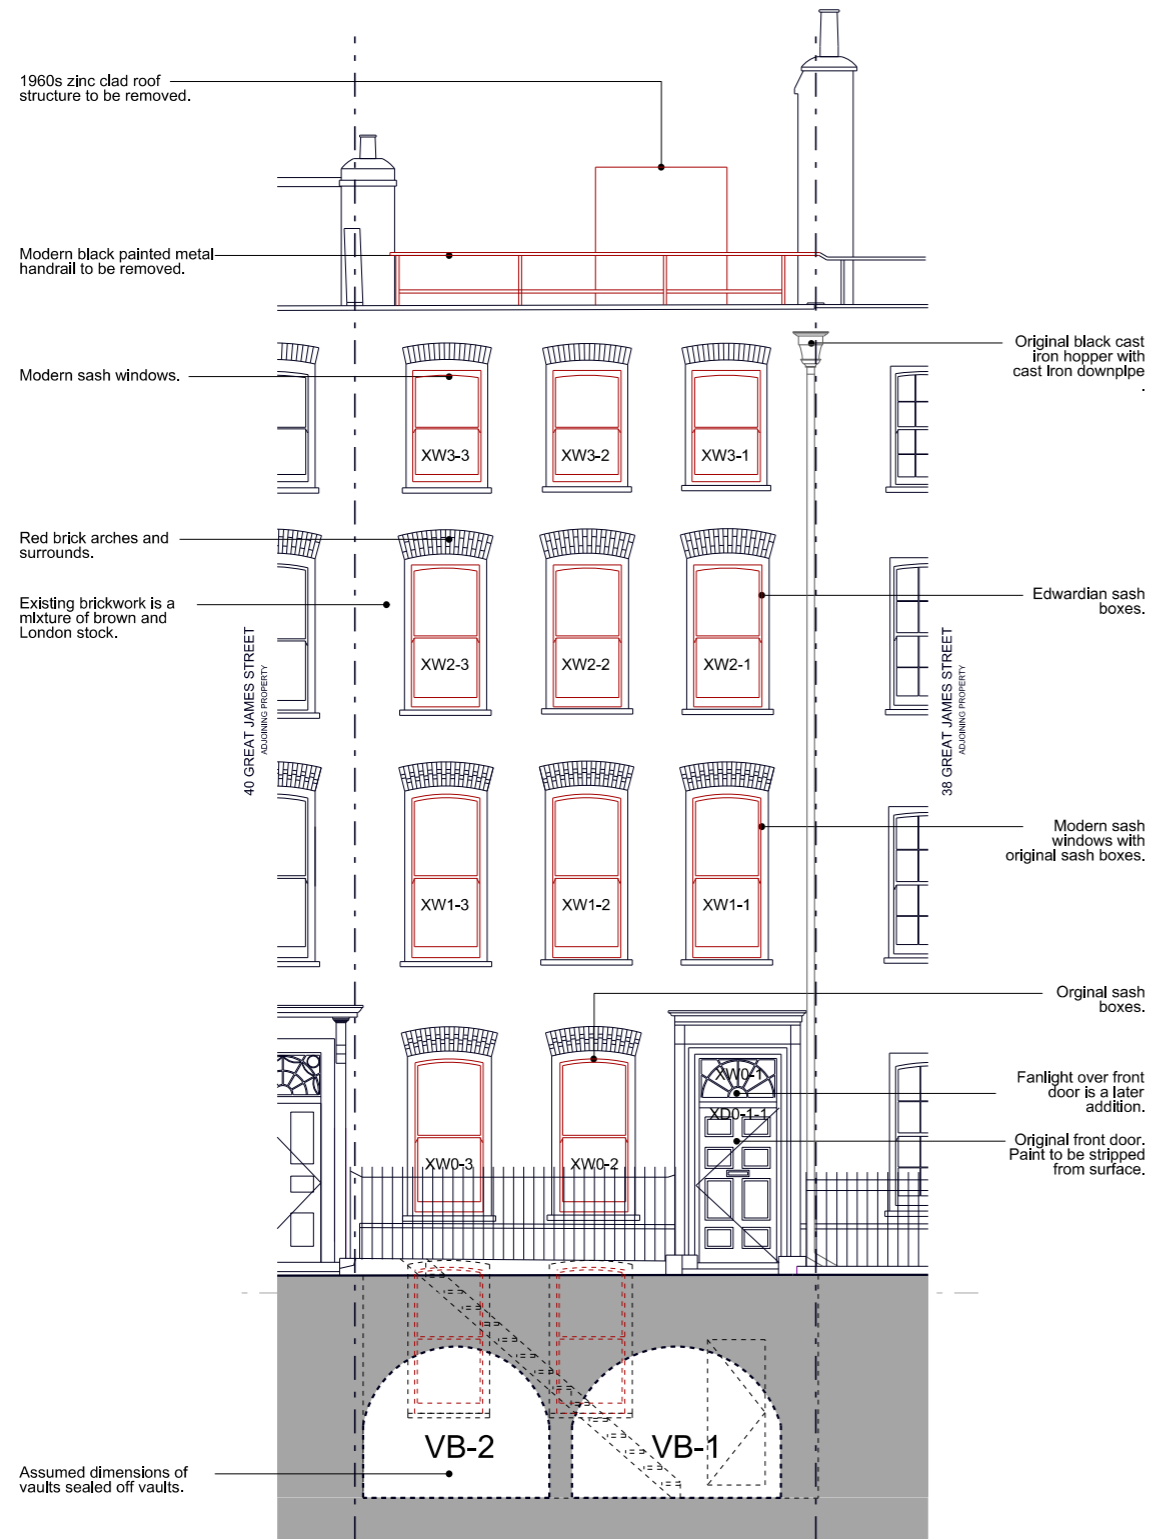 1960s zinc clad roof
structure to be removed.
Modern black painted metal
handrail to be removed.
Original black cast
iron hopper with
cast iron downpipe
.
Modern sash windows.
XW3-3
XW3-2
XW3-1
Red brick arches and
surrounds.
Existing brickwork is a
mixture of brown and
London stock.
Edwardian sash
boxes.
XW2-3
XW2-2
XW2-1
40 GREAT JAMES STREET
ADJOINING PROPERTY
38 GREAT JAMES STREET
ADJOINING PROPERTY
Modern sash
windows with
original sash boxes.
XW1-3
XW1-2
XW1-1
Orginal sash
boxes.
XW0-1
Fanlight over front
door is a later
addition.
XD0-1-1
Original front door.
Paint to be stripped
from surface.
XW0-3
XW0-2
VB-2
VB-1
Assumed dimensions of
vaults sealed off vaults.